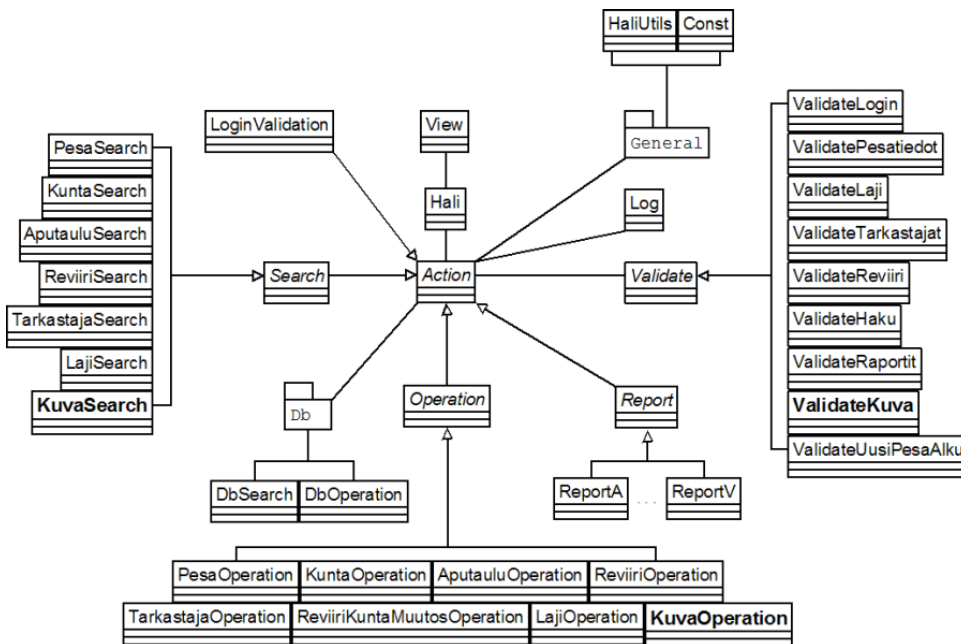 HaliUtils Const
LoginValidation
View
General
ValidateLogin
ValidatePesatiedot
ValidateLaji
ValidateTarkastajat
ValidateReviiri
ValidateHaku
ValidateRaportit
ValidateKuva
ValidateUusiPesaAlku
PesaSearch
KuntaSearch
AputauluSearch
ReviiriSearch
TarkastajaSearch
LajiSearch
KuvaSearch
Hali
Log
Search
Action
Validate
Db
Operation
Report
DbSearch DbOperation
ReportA ... ReportV
PesaOperation KuntaOperation AputauluOperation ReviiriOperation
TarkastajaOperation ReviiriKuntaMuutosOperation LajiOperation KuvaOperation